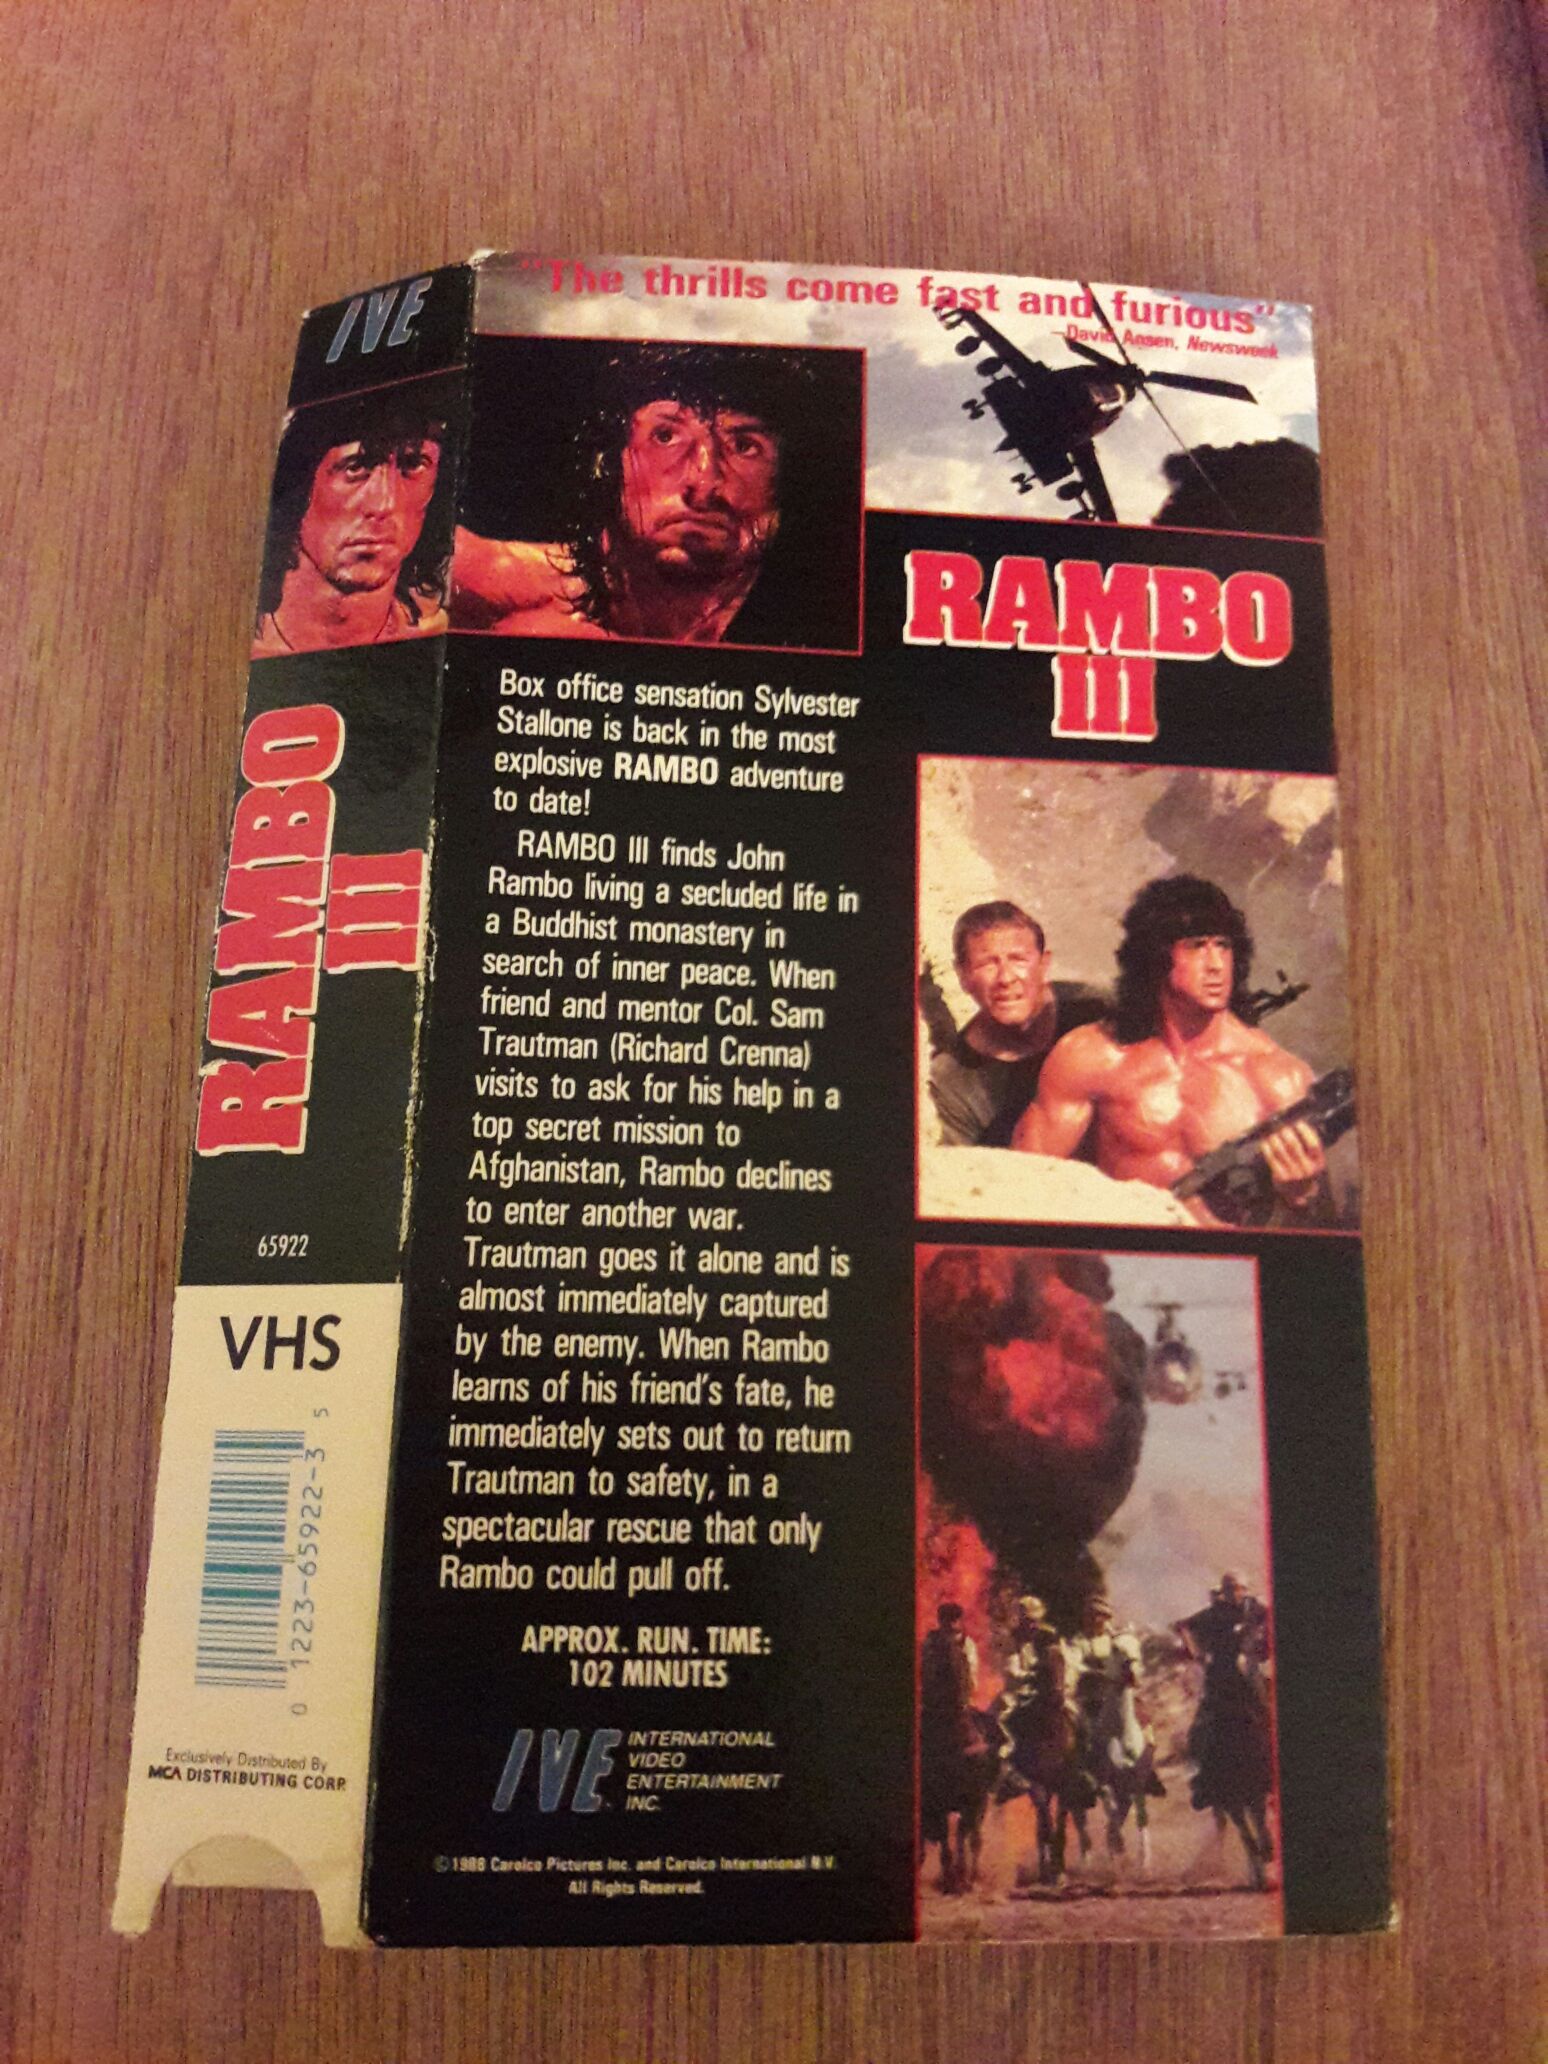 IVE
RAMBO
III
65922
VHS
0 1223-65922-3 5
Exclusively Distributed By
MCA DISTRIBUTING CORP.
"The thrills come fast and furious"
—David Ansen, Newsweek
RAMBO
III
Box office sensation Sylvester
Stallone is back in the most
explosive RAMBO adventure
to date!
RAMBO III finds John
Rambo living a secluded life in
a Buddhist monastery in
search of inner peace. When
friend and mentor Col. Sam
Trautman (Richard Crenna)
visits to ask for his help in a
top secret mission to
Afghanistan, Rambo declines
to enter another war.
Trautman goes it alone and is
almost immediately captured
by the enemy. When Rambo
learns of his friend's fate, he
immediately sets out to return
Trautman to safety, in a
spectacular rescue that only
Rambo could pull off.
APPROX. RUN. TIME:
102 MINUTES
IVE
INTERNATIONAL
VIDEO
ENTERTAINMENT
INC.
©1988 Carolco Pictures Inc. and Carolco International N.V.
All Rights Reserved.